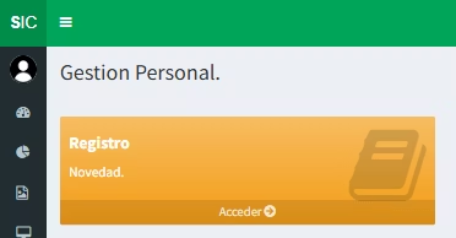 SIC
Gestion Personal.
Registro
Novedad.
Acceder